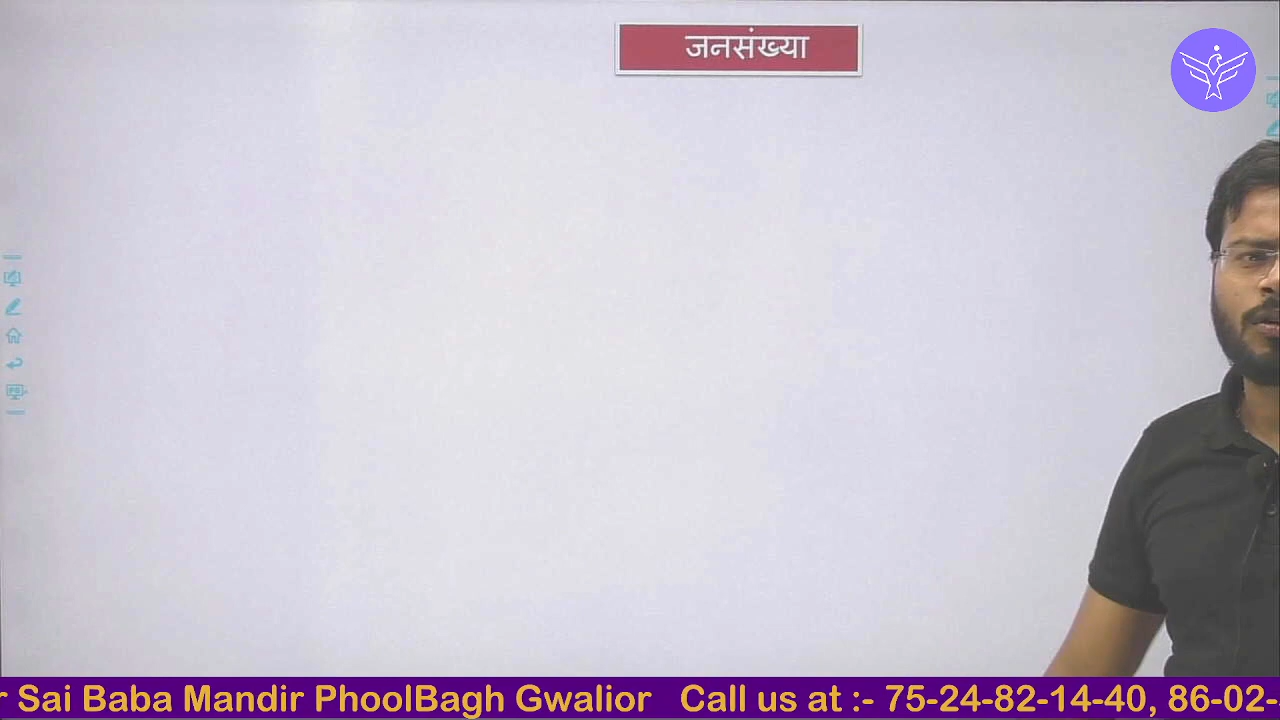 जनसंख्या
Sai Baba Mandir PhoolBagh Gwalior Call us at :- 75-24-82-14-40, 86-02-